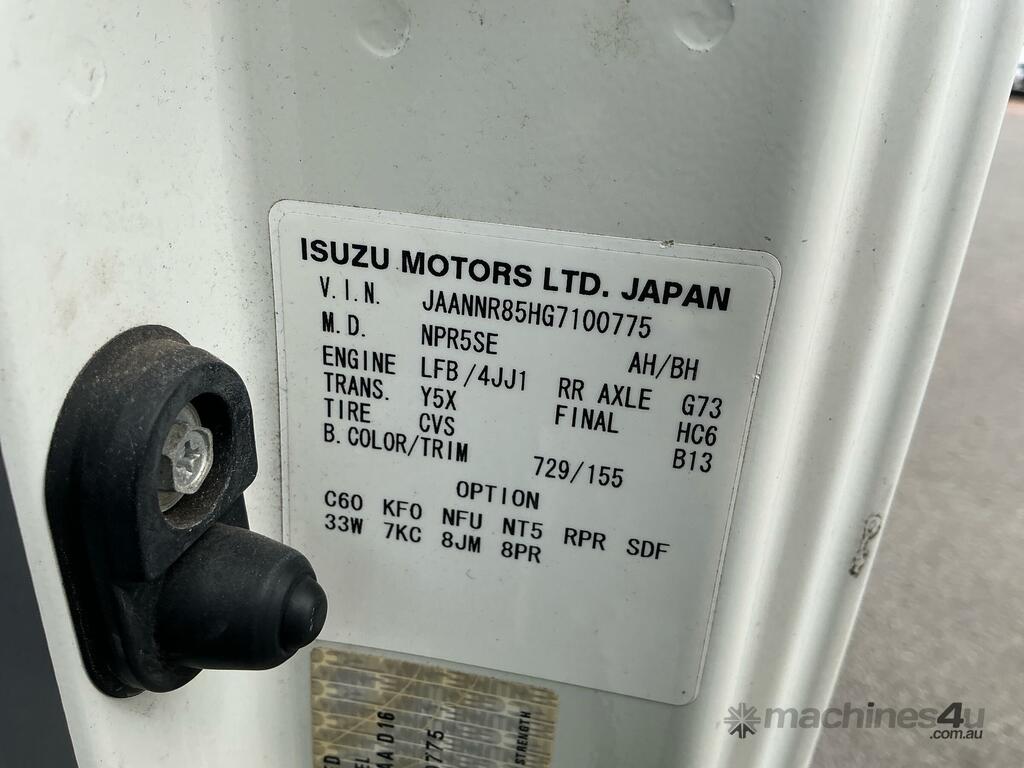 ISUZU MOTORS LTD. JAPAN
V.I.N. JAANNR85HG7100775
M.D. NPR5SE AH/BH
ENGINE LFB/4JJ1 RR AXLE G73
TRANS. Y5X FINAL HC6
TIRE CVS B13
B.COLOR/TRIM 729/155
OPTION
C60 KF0 NFU NT5 RPR SDF
33W 7KC 8JM 8PR
STRENGTH
machines4u
.com.au